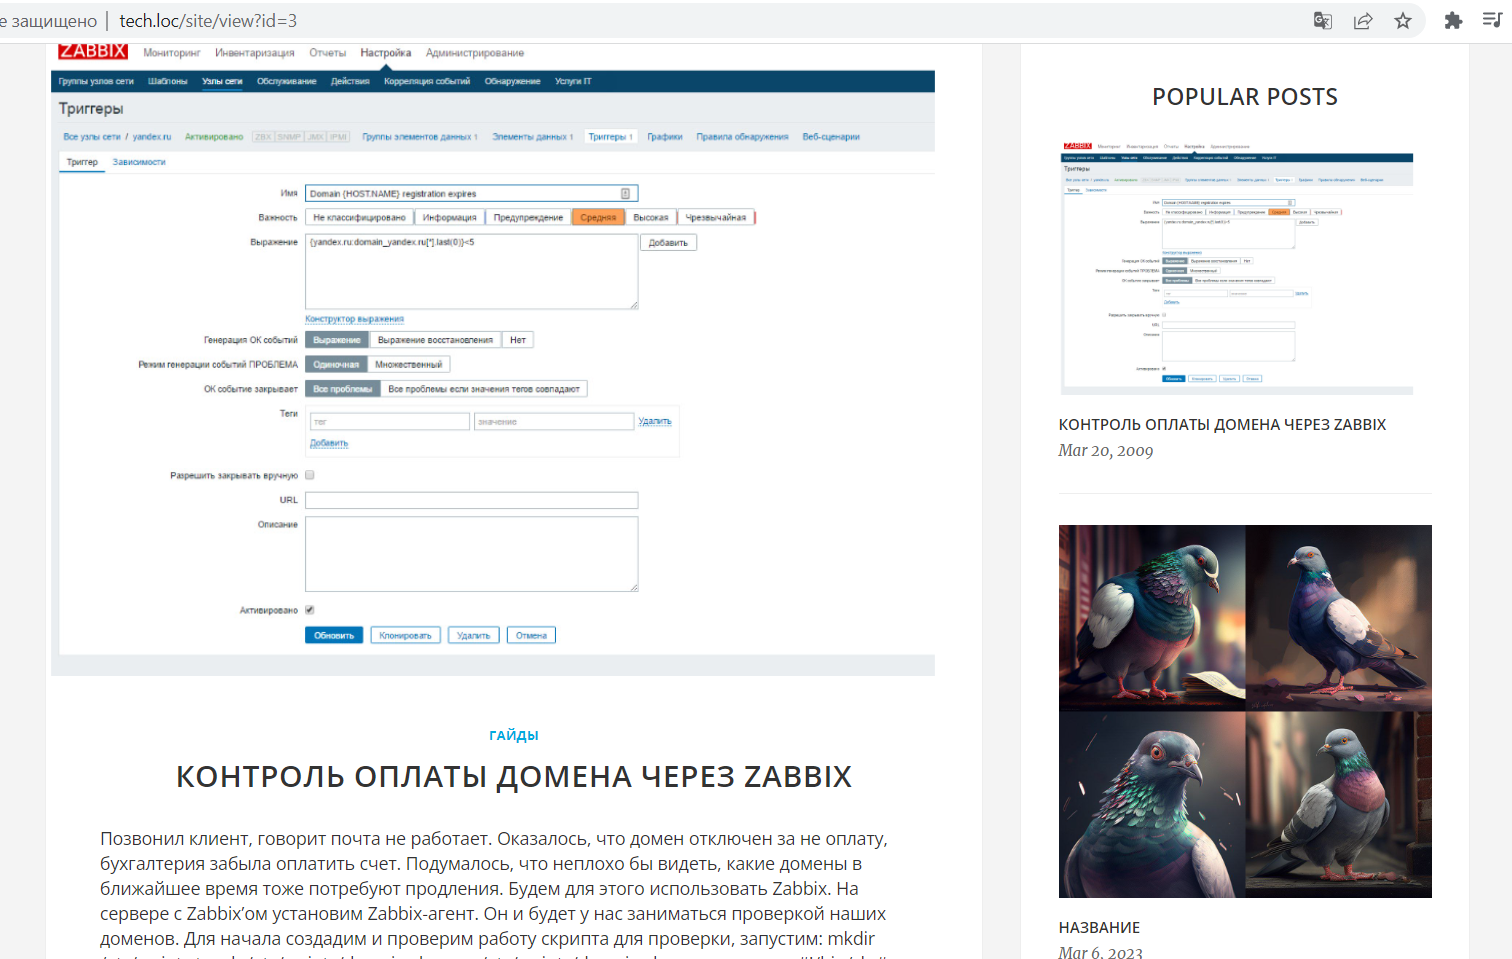 е защищено | tech.loc/site/view?id=3
ZABBIX Мониторинг Инвентаризация Отчеты Настройка Администрирование
Группы узлов сети Шаблоны Узлы сети Обслуживание Действия Корреляция событий Обнаружение Услуги IT
Триггеры
Все узлы сети / yandex.ru Активировано ZBX SNMP JMX IPMI Группы элементов данных 1 Элементы данных 1 Триггеры 1 Графики Правила обнаружения Веб-сценарии
Триггер Зависимости
Имя Domain {HOST.NAME} registration expires
Важность Не классифицировано Информация Предупреждение Средняя Высокая Чрезвычайная
Выражение {yandex.ru:domain_yandex.ru[*].last(0)}<5 Добавить
Конструктор выражения
Генерация ОК событий Выражение Выражение восстановления Нет
Режим генерации событий ПРОБЛЕМА Одиночная Множественный
ОК событие закрывает Все проблемы Все проблемы если значения тегов совпадают
Теги тег значение Удалить
Добавить
Разрешить закрывать вручную
URL
Описание
Активировано
Обновить Клонировать Удалить Отмена
ГАЙДЫ
КОНТРОЛЬ ОПЛАТЫ ДОМЕНА ЧЕРЕЗ ZABBIX
Позвонил клиент, говорит почта не работает. Оказалось, что домен отключен за не оплату,
бухгалтерия забыла оплатить счет. Подумалось, что неплохо бы видеть, какие домены в
ближайшее время тоже потребуют продления. Будем для этого использовать Zabbix. На
сервере с Zabbix’ом установим Zabbix-агент. Он и будет у нас заниматься проверкой наших
доменов. Для начала создадим и проверим работу скрипта для проверки, запустим: mkdir
POPULAR POSTS
ZABBIX Мониторинг Инвентаризация Отчеты Настройка Администрирование
Триггеры
КОНТРОЛЬ ОПЛАТЫ ДОМЕНА ЧЕРЕЗ ZABBIX
Mar 20, 2009
НАЗВАНИЕ
Mar 6, 2023